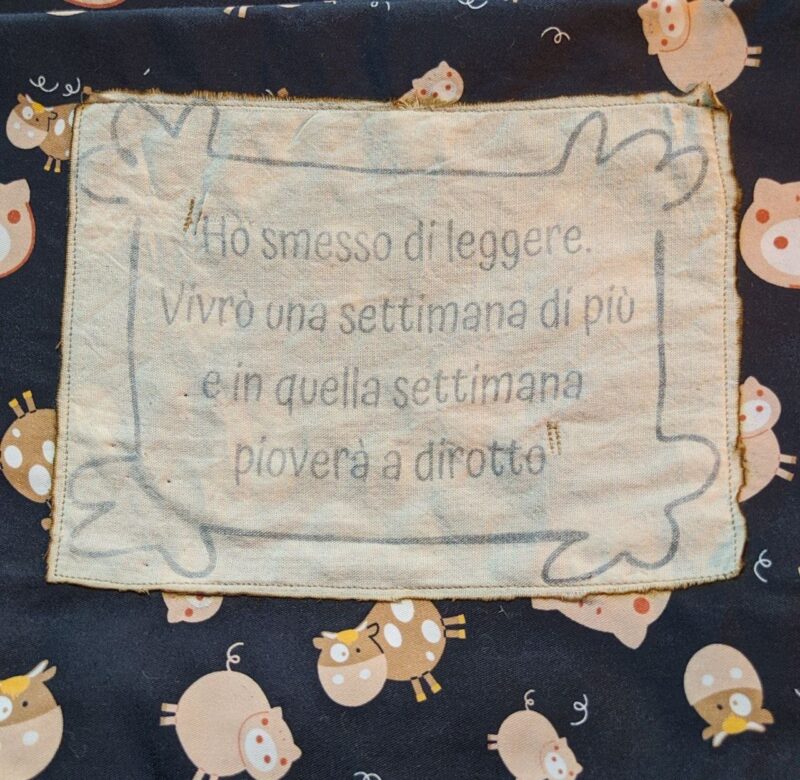 "Ho smesso di leggere.
Vivrò una settimana di più
e in quella settimana
pioverà a dirotto"